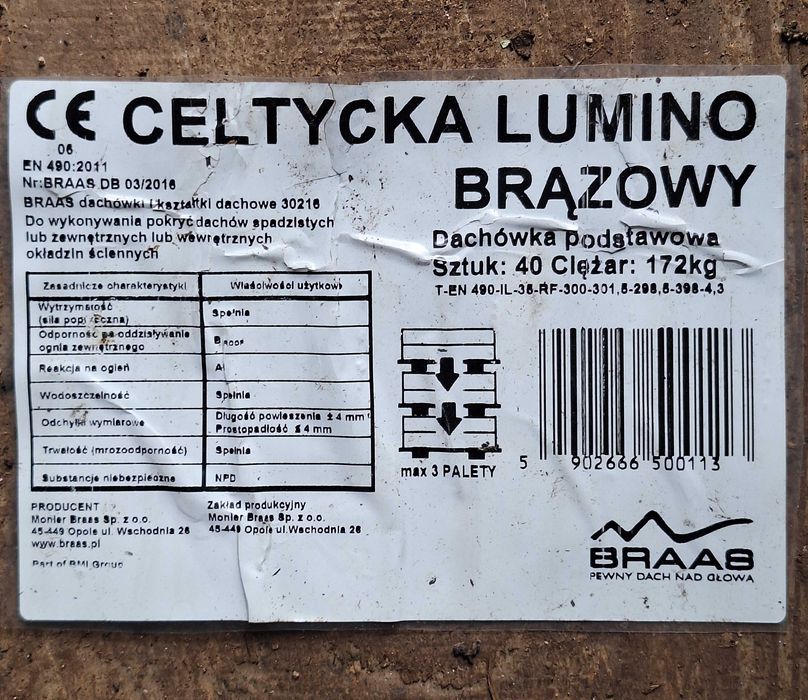 CE CELTYCKA LUMINO
BRĄZOWY
06
EN 490:2011
Nr:BRAAS DB 03/2016
BRAAS dachówki i kształtki dachowe 30216
Do wykonywania pokryć dachów spadzistych
lub zewnętrznych lub wewnętrznych
okładzin ściennych
Dachówka podstawowa
Sztuk: 40 Ciężar: 172kg
T-EN 490-IL-36-RF-300-301,5-298,5-398-4,3
Zasadnicze charakterystyki Właściwości użytkowe
Wytrzymałość
(siła poprzeczna) Spełnia
Odporność na oddziaływanie
ognia zewnętrznego BROOF
Reakcja na ogień A1
Wodoszczelność Spełnia
Odchyłki wymiarowe Długość powieszenia ± 4 mm
Prostopadłość ≤ 4 mm
Trwałość (mrozoodporność) Spełnia
Substancje niebezpieczne NPD
max 3 PALETY
5 902666 500113
PRODUCENT
Monier Braas Sp. z o.o.
45-449 Opole ul. Wschodnia 26
www.braas.pl
Part of BMI Group
Zakład produkcyjny
Monier Braas Sp. z o.o.
45-449 Opole ul. Wschodnia 26
BRAAS
PEWNY DACH NAD GŁOWĄ